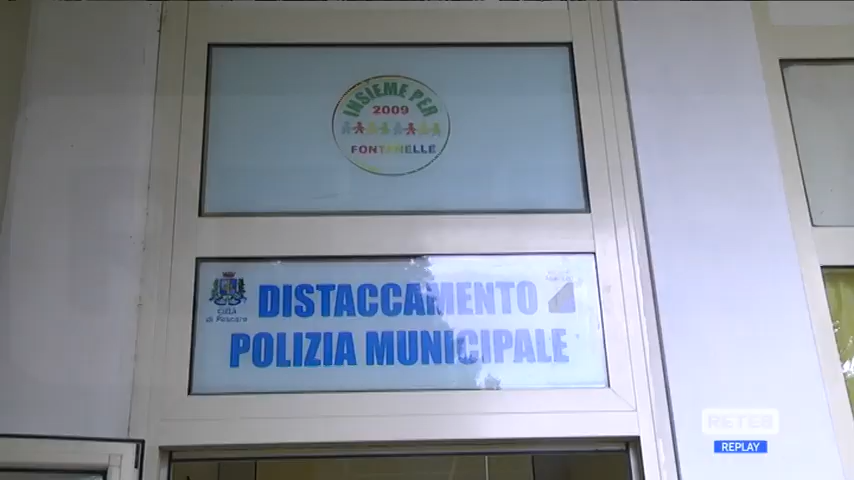 INSIEME PER
2009
FONTANELLE
CITTÀ
di Pescara
DISTACCAMENTO
POLIZIA MUNICIPALE
RETE8
REPLAY